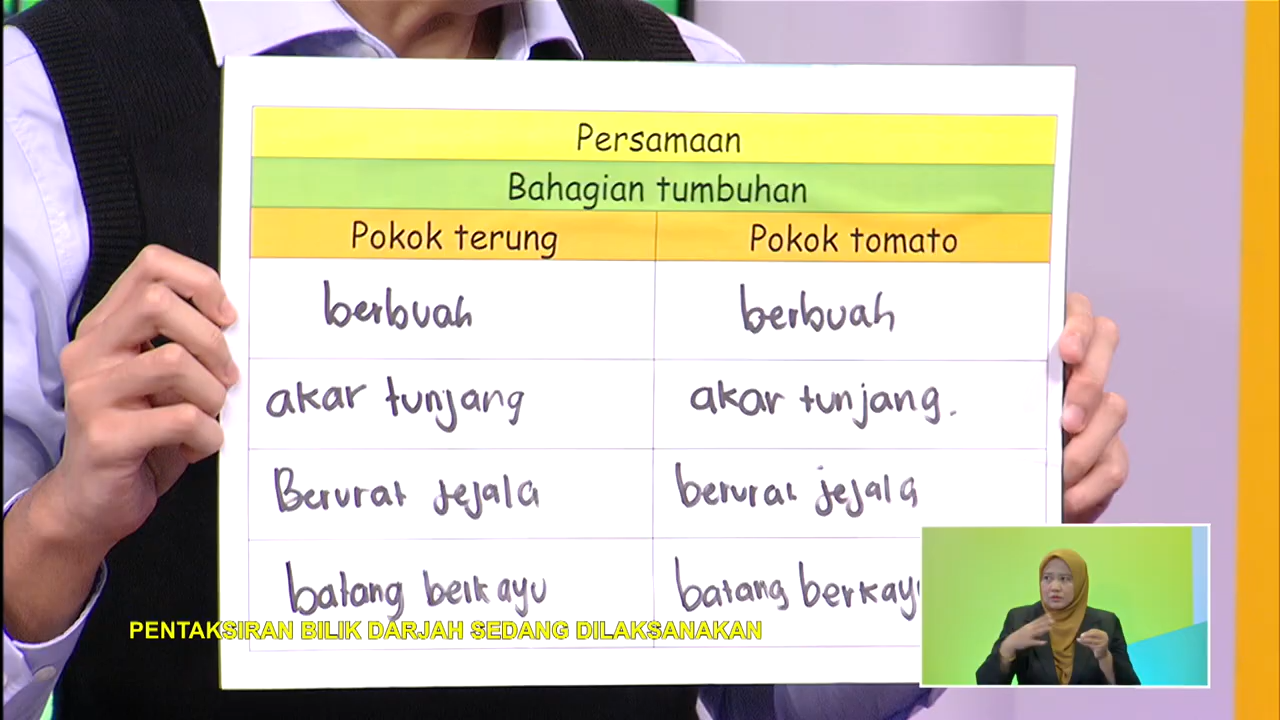 Persamaan
Bahagian tumbuhan
Pokok terung Pokok tomato
berbuah berbuah
akar tunjang akar tunjang.
Berurat jejala berurat jejala
batang berkayu batang berkayu
PENTAKSIRAN BILIK DARJAH SEDANG DILAKSANAKAN